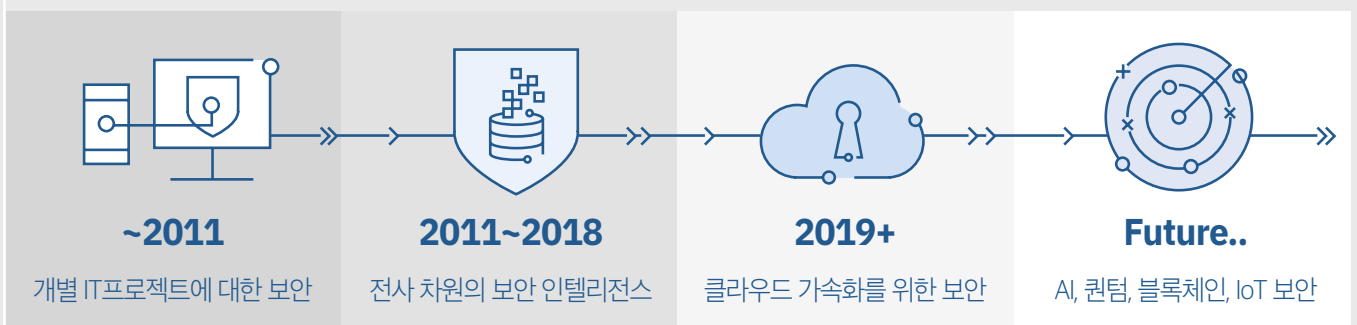 ~2011
개별 IT프로젝트에 대한 보안
2011~2018
전사 차원의 보안 인텔리전스
2019+
클라우드 가속화를 위한 보안
Future..
AI, 퀀텀, 블록체인, IoT 보안